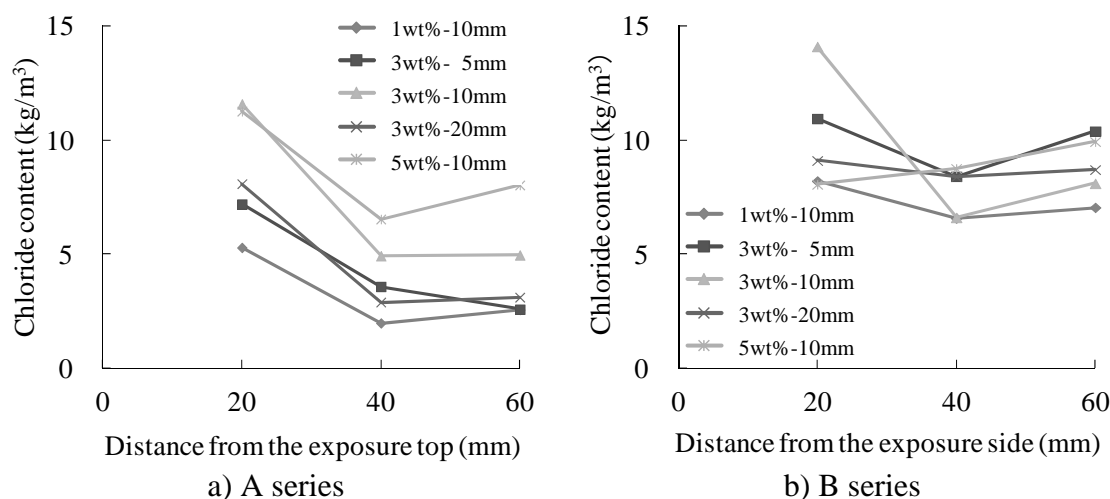 15
10
5
0
Chloride content (kg/m³)
1wt%-10mm
3wt%- 5mm
3wt%-10mm
3wt%-20mm
5wt%-10mm
0 20 40 60
Distance from the exposure top (mm)
a) A series
15
10
5
0
Chloride content (kg/m³)
1wt%-10mm
3wt%- 5mm
3wt%-10mm
3wt%-20mm
5wt%-10mm
0 20 40 60
Distance from the exposure side (mm)
b) B series